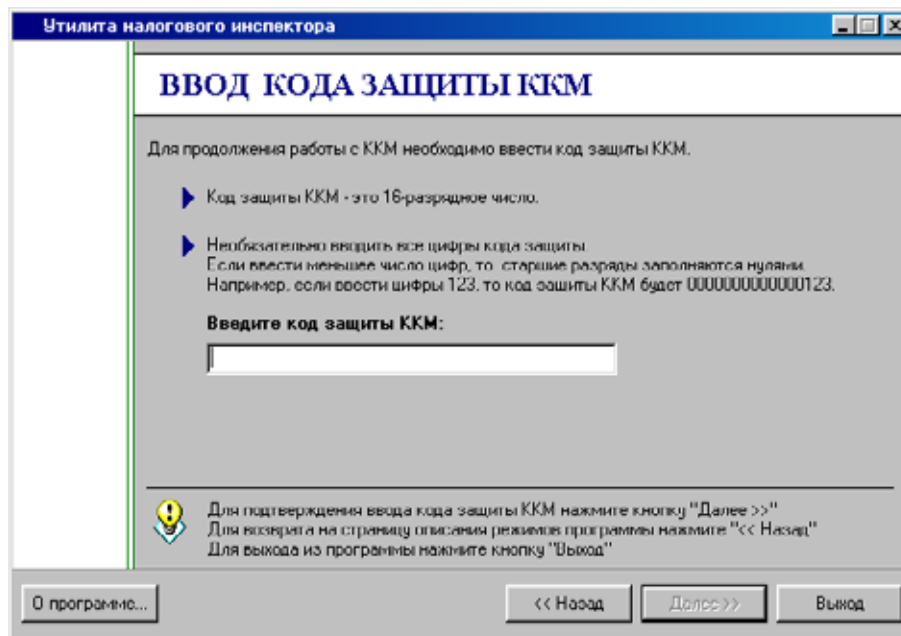 Утилита налогового инспектора
ВВОД КОДА ЗАЩИТЫ ККМ
Для продолжения работы с ККМ необходимо ввести код защиты ККМ.
Код защиты ККМ - это 16-разрядное число.
Необязательно вводить все цифры кода защиты.
Если ввести меньшее число цифр, то старшие разряды заполняются нулями.
Например, если ввести цифры 123, то код защиты ККМ будет 0000000000000123.
Введите код защиты ККМ:
Для подтверждения ввода кода защиты ККМ нажмите кнопку "Далее >>"
Для возврата на страницу описания режимов программы нажмите "<< Назад"
Для выхода из программы нажмите кнопку "Выход"
О программе... << Назад Далее >> Выход